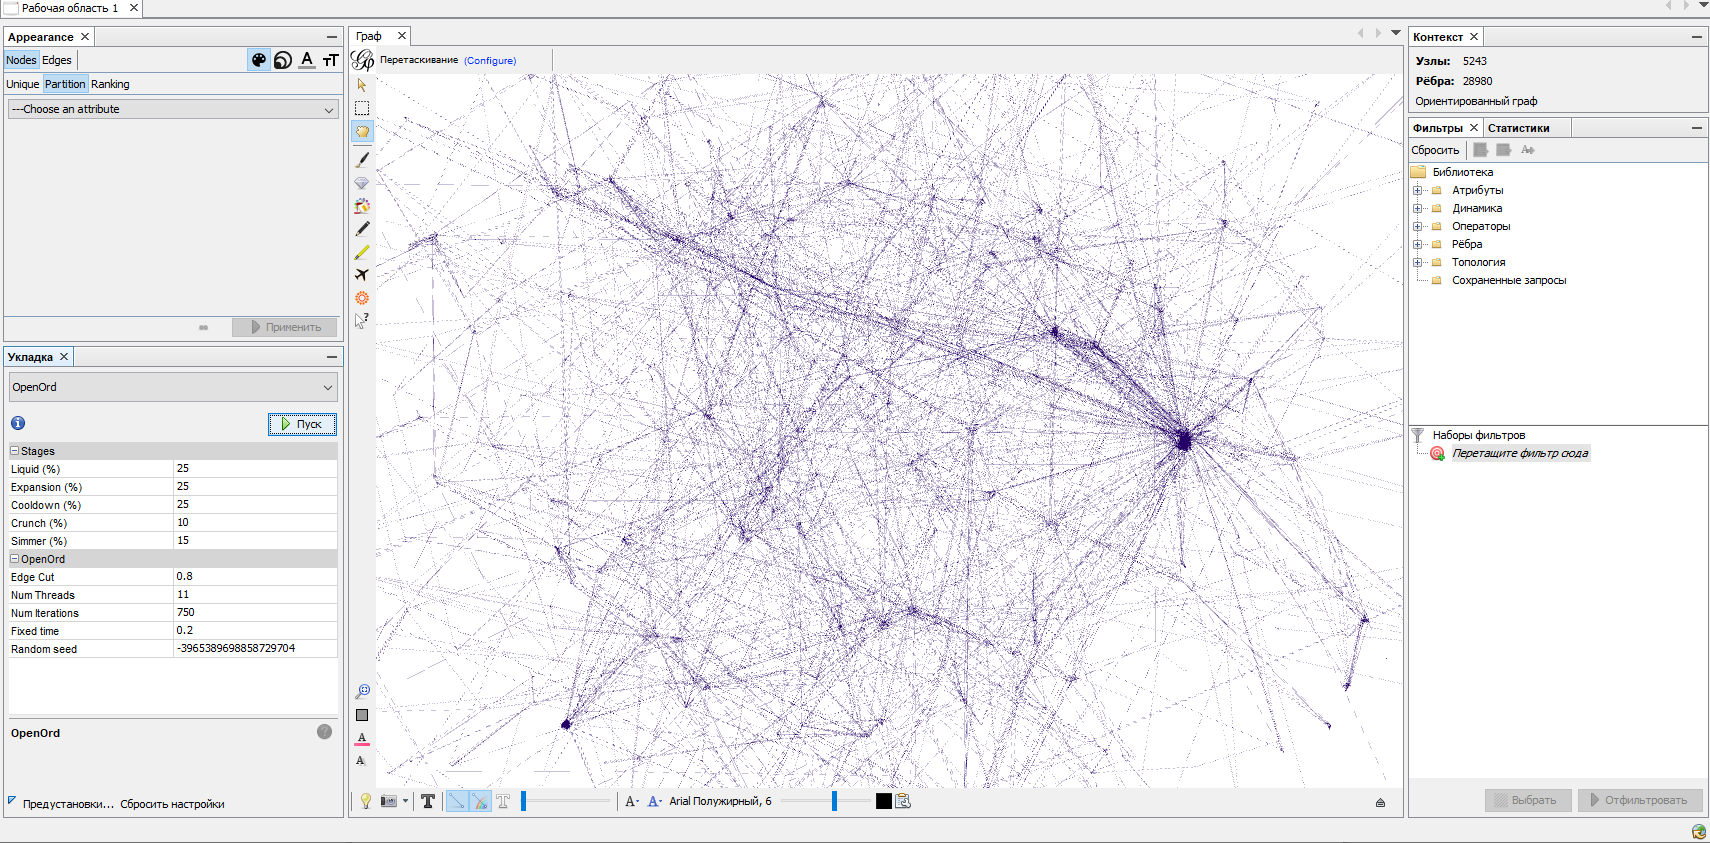 Рабочая область 1
Appearance
Nodes Edges
Unique Partition Ranking
---Choose an attribute
Применить
Укладка
OpenOrd
Пуск
Stages
Liquid (%) 25
Expansion (%) 25
Cooldown (%) 25
Crunch (%) 10
Simmer (%) 15
OpenOrd
Edge Cut 0.8
Num Threads 11
Num Iterations 750
Fixed time 0.2
Random seed -3965389698858729704
OpenOrd
Предустановки... Сбросить настройки
Граф
Перетаскивание (Configure)
Arial Полужирный, 6
Контекст
Узлы: 5243
Рёбра: 28980
Ориентированный граф
Фильтры Статистики
Сбросить
Библиотека
Атрибуты
Динамика
Операторы
Рёбра
Топология
Сохраненные запросы
Наборы фильтров
Перетащите фильтр сюда
Выбрать Отфильтровать